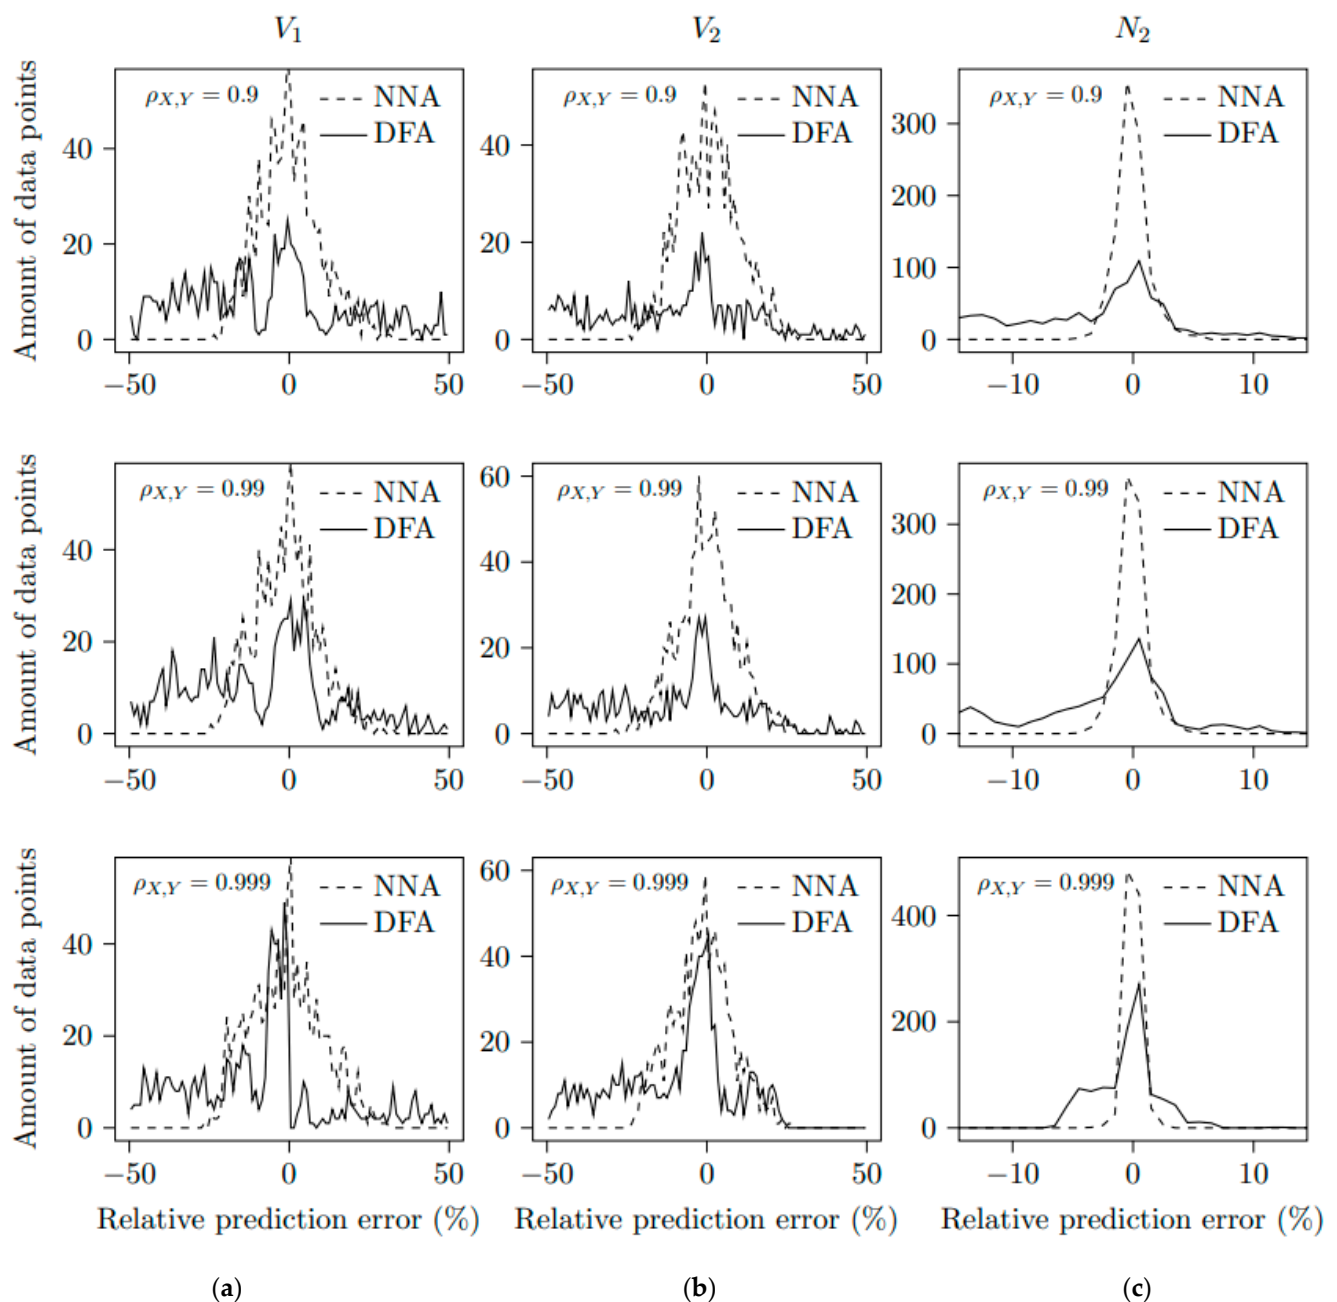 V₁ V₂ N₂
Amount of data points
ρX,Y = 0.9
NNA
DFA
40
20
0
−50 0 50
ρX,Y = 0.9
NNA
DFA
40
20
0
−50 0 50
ρX,Y = 0.9
NNA
DFA
300
200
100
0
−10 0 10
Amount of data points
ρX,Y = 0.99
NNA
DFA
40
20
0
−50 0 50
ρX,Y = 0.99
NNA
DFA
60
40
20
0
−50 0 50
ρX,Y = 0.99
NNA
DFA
300
200
100
0
−10 0 10
Amount of data points
ρX,Y = 0.999
NNA
DFA
40
20
0
−50 0 50
Relative prediction error (%)
ρX,Y = 0.999
NNA
DFA
60
40
20
0
−50 0 50
Relative prediction error (%)
ρX,Y = 0.999
NNA
DFA
400
200
0
−10 0 10
Relative prediction error (%)
(a) (b) (c)